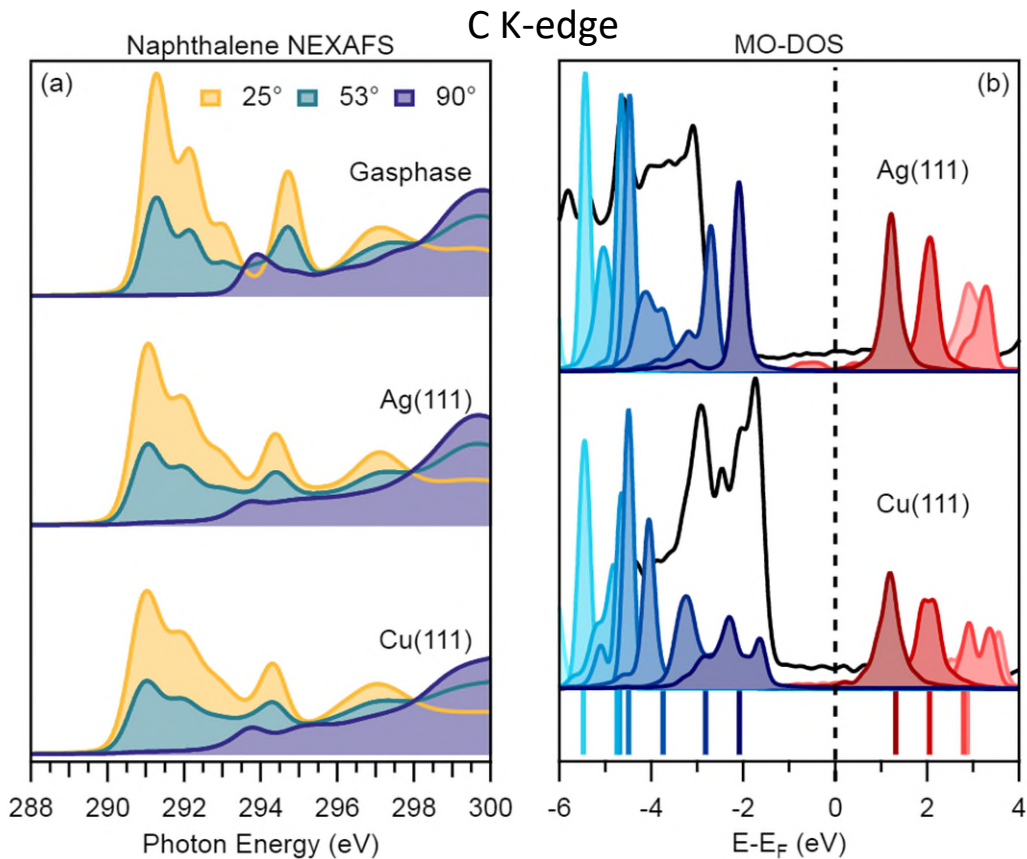 C K-edge
Naphthalene NEXAFS
MO-DOS
(a)
25° 53° 90°
Gasphase
Ag(111)
Cu(111)
288 290 292 294 296 298 300
Photon Energy (eV)
(b)
Ag(111)
Cu(111)
-6 -4 -2 0 2 4
E-E_F (eV)